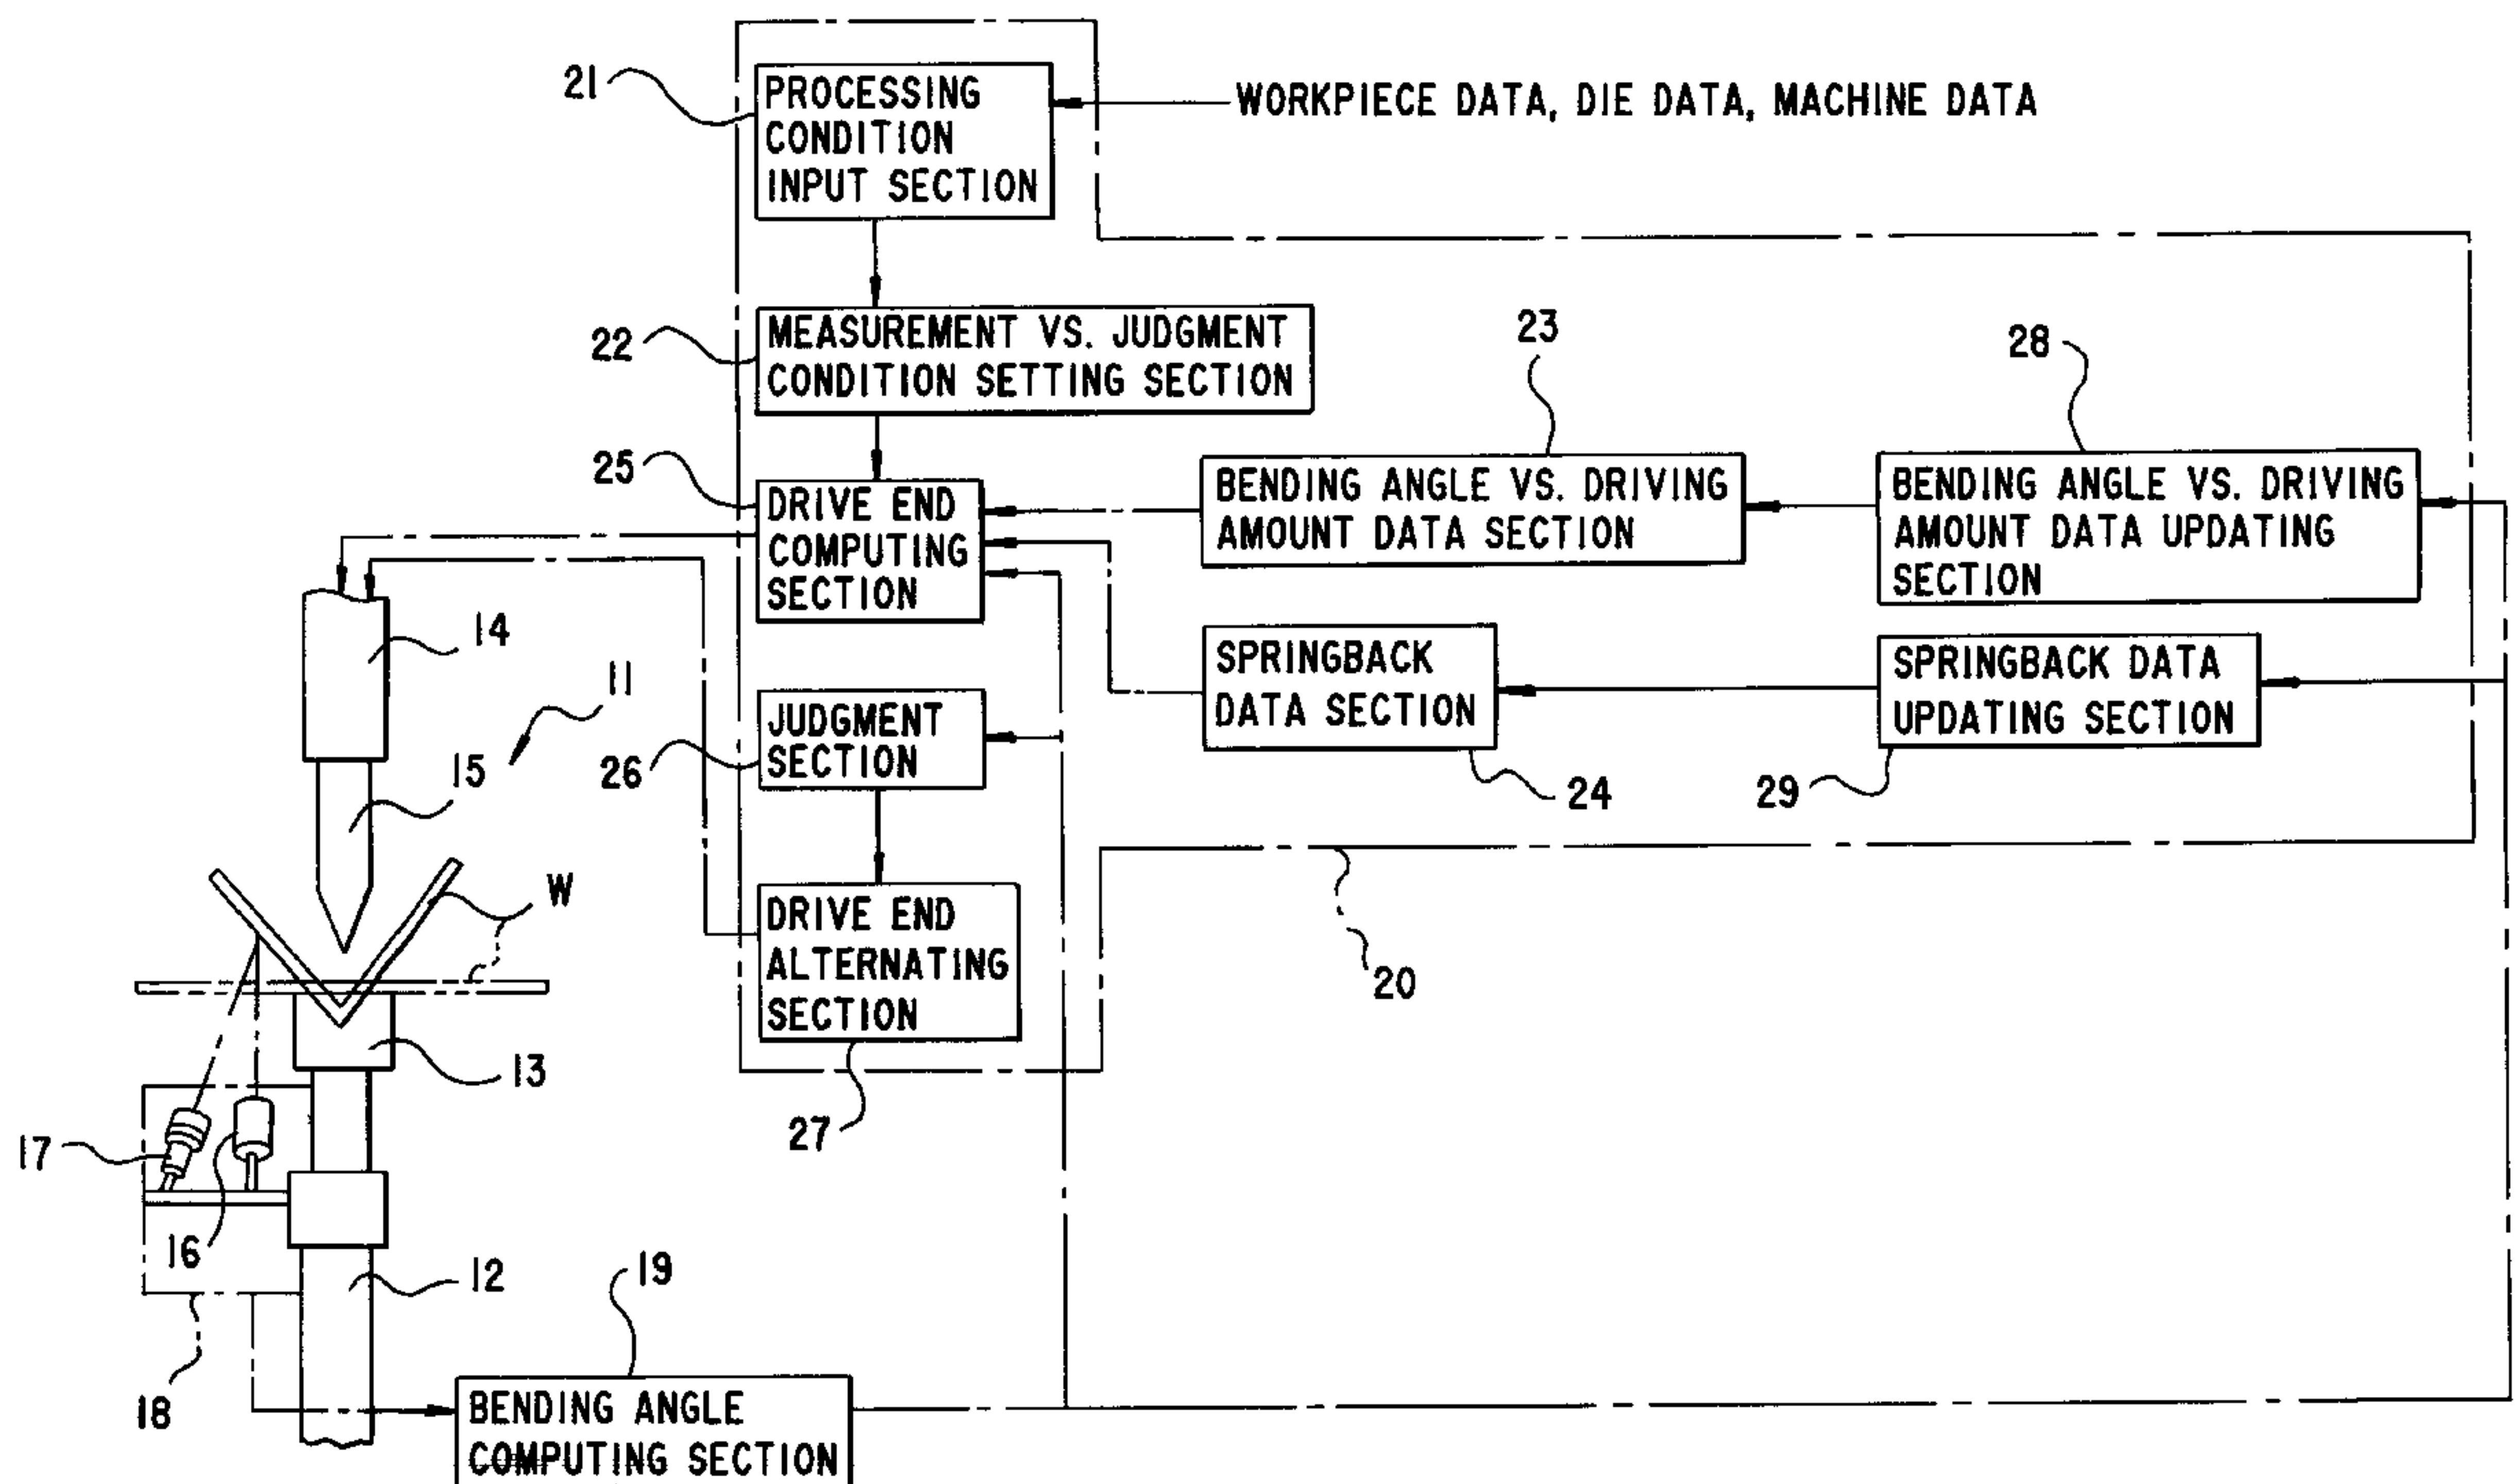 21
PROCESSING
CONDITION
INPUT SECTION
WORKPIECE DATA, DIE DATA, MACHINE DATA
22
MEASUREMENT VS. JUDGMENT
CONDITION SETTING SECTION
23
28
25
DRIVE END
COMPUTING
SECTION
BENDING ANGLE VS. DRIVING
AMOUNT DATA SECTION
BENDING ANGLE VS. DRIVING
AMOUNT DATA UPDATING
SECTION
14
11
15
SPRINGBACK
DATA SECTION
SPRINGBACK DATA
UPDATING SECTION
26
JUDGMENT
SECTION
24
29
W
DRIVE END
ALTERNATING
SECTION
20
13
27
17
16
12
18
19
BENDING ANGLE
COMPUTING SECTION